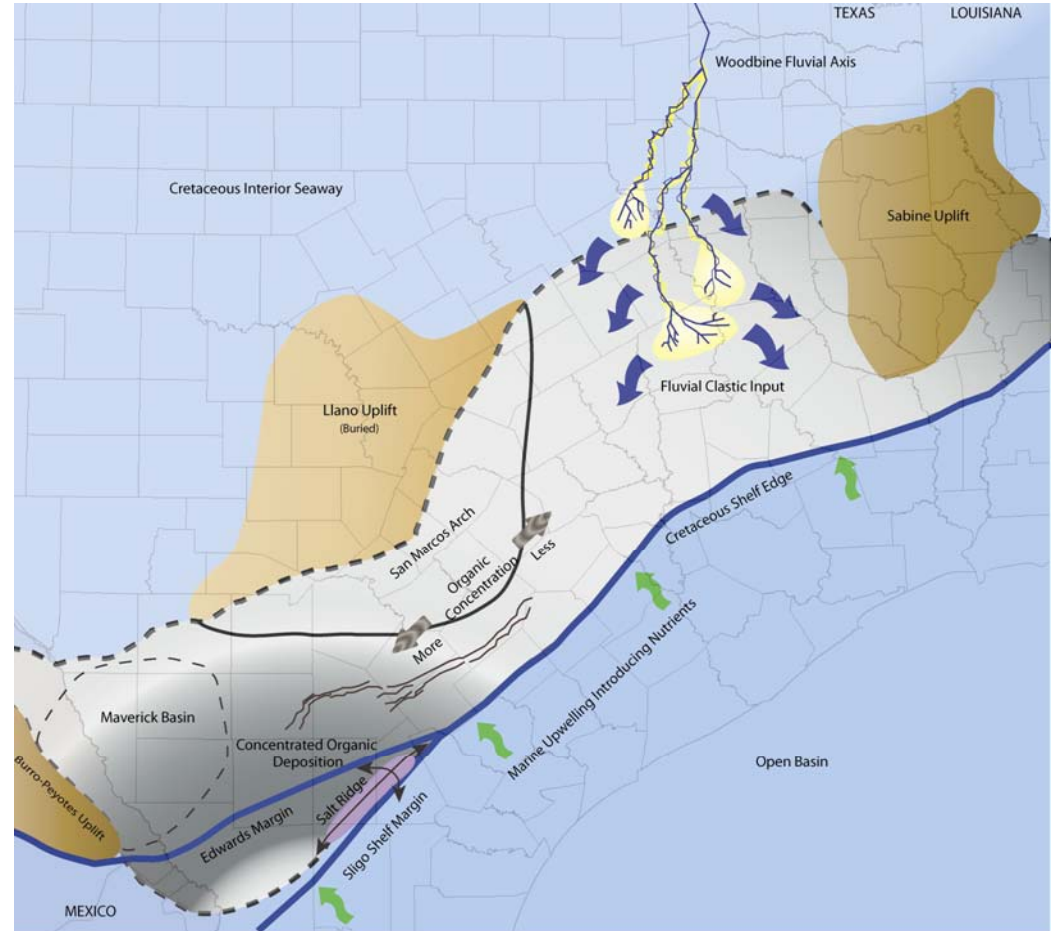 TEXAS
LOUISIANA
Woodbine Fluvial Axis
Cretaceous Interior Seaway
Sabine Uplift
Fluvial Clastic Input
Llano Uplift
(Buried)
San Marcos Arch
Organic
Concentration
Less
More
Cretaceous Shelf Edge
Marine Upwelling Introducing Nutrients
Maverick Basin
Concentrated Organic
Deposition
Open Basin
Burro-Peyotes Uplift
Edwards Margin
Salt Ridge
Sligo Shelf Margin
MEXICO